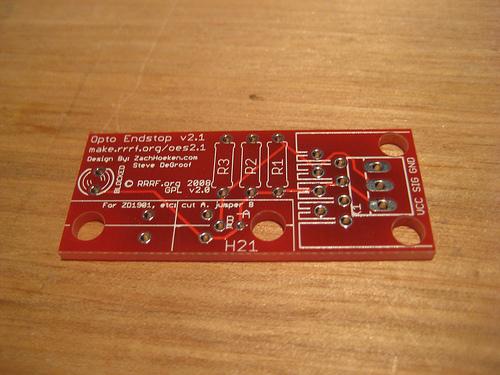 Opto Endstop v2.1
make.rrrf.org/oes2.1
Design By: ZachHoeken.com
Steve DeGroof
BLOCKED
© RRRF.org 2008
GPL v2.0
R3
R2
R1
For ZD1901, etc: cut A, jumper B
A
B
H21
VCC SIG GND